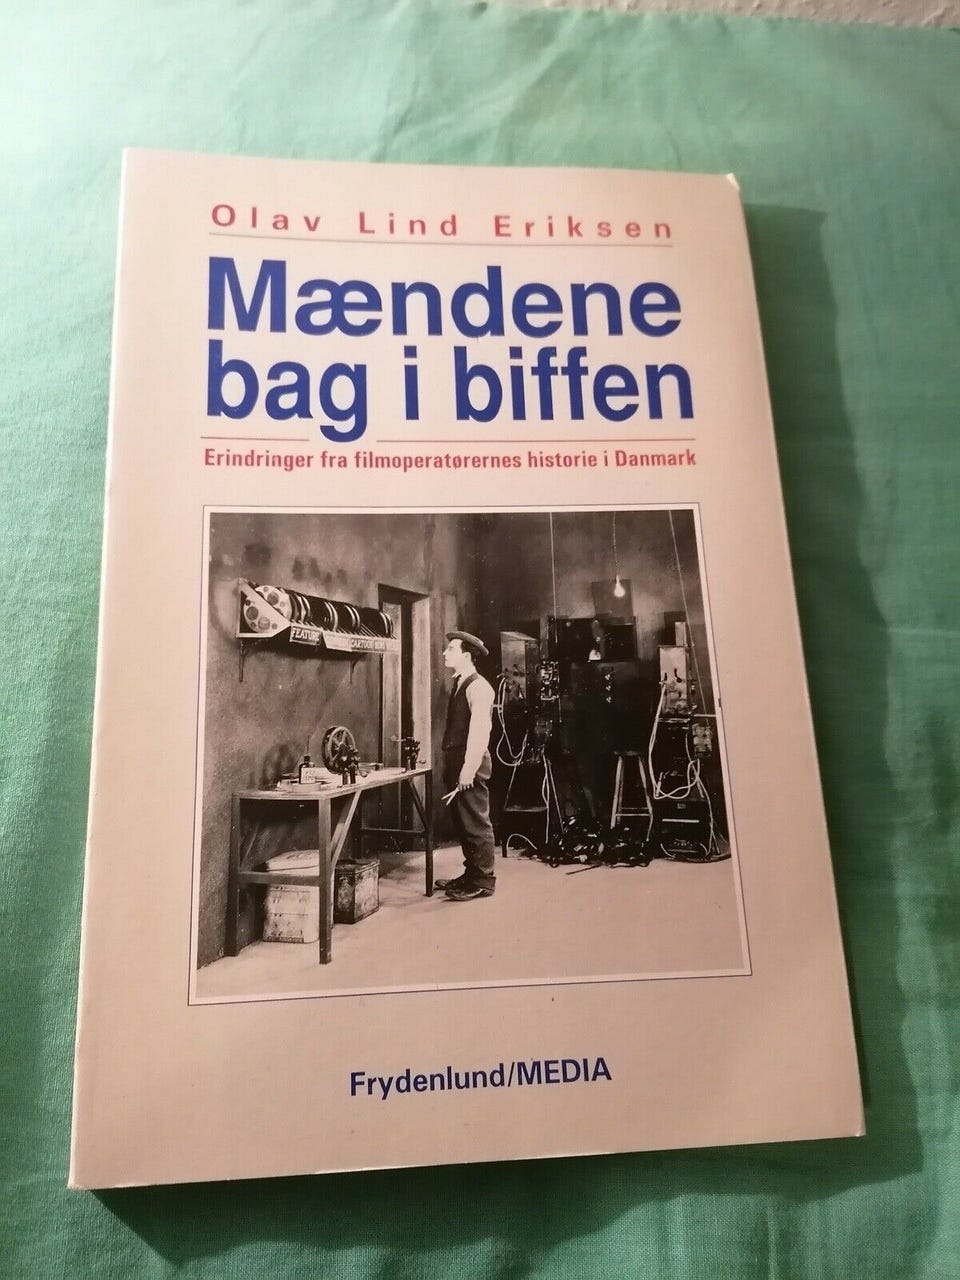 Olav Lind Eriksen
Mændene
bag i biffen
Erindringer fra filmoperatørernes historie i Danmark
FEATURE
CARTOON
Frydenlund/MEDIA